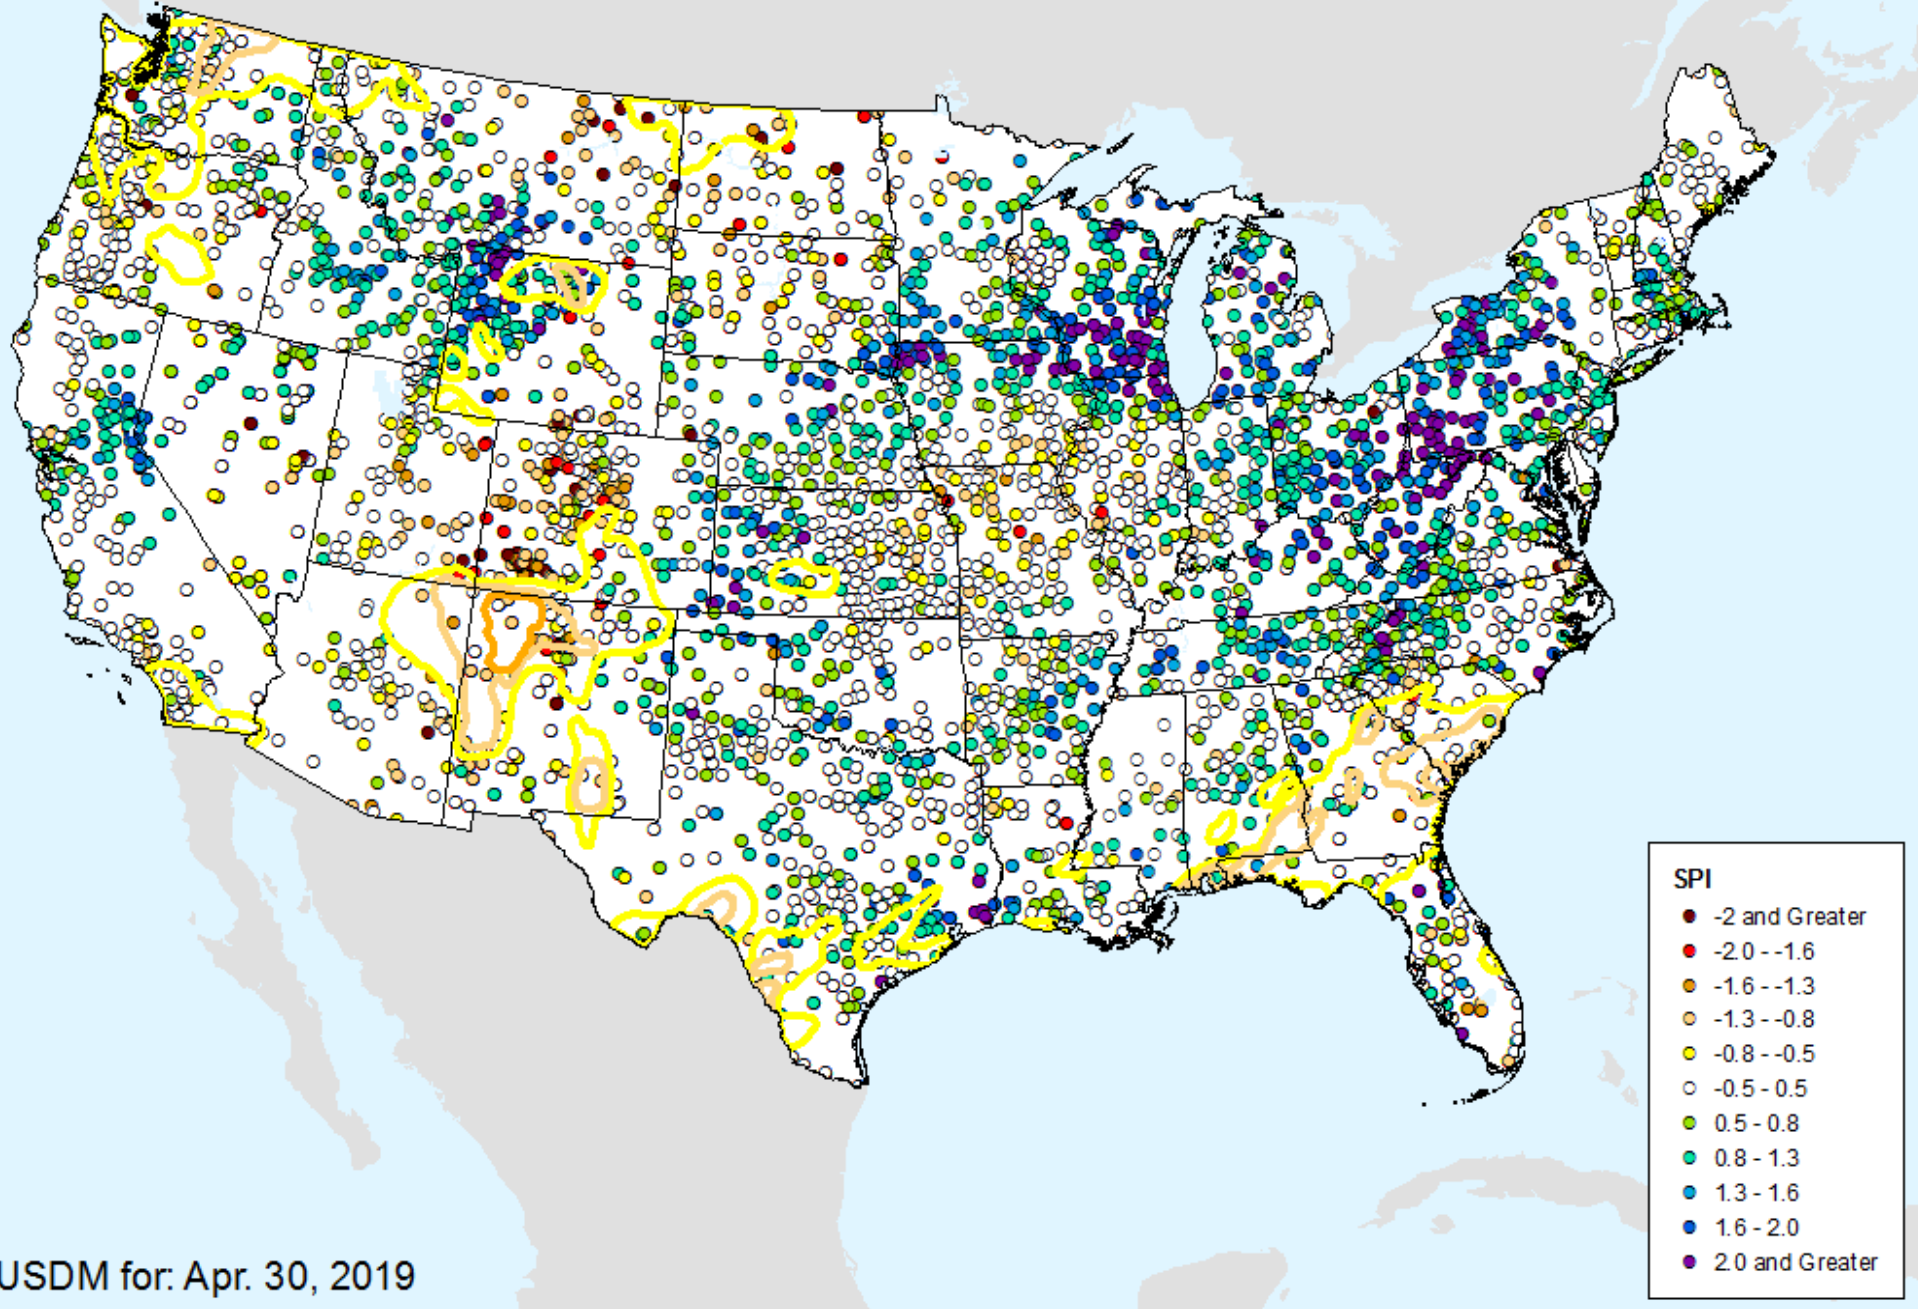 SPI
-2 and Greater
-2.0 - -1.6
-1.6 - -1.3
-1.3 - -0.8
-0.8 - -0.5
-0.5 - 0.5
0.5 - 0.8
0.8 - 1.3
1.3 - 1.6
1.6 - 2.0
2.0 and Greater
USDM for: Apr. 30, 2019